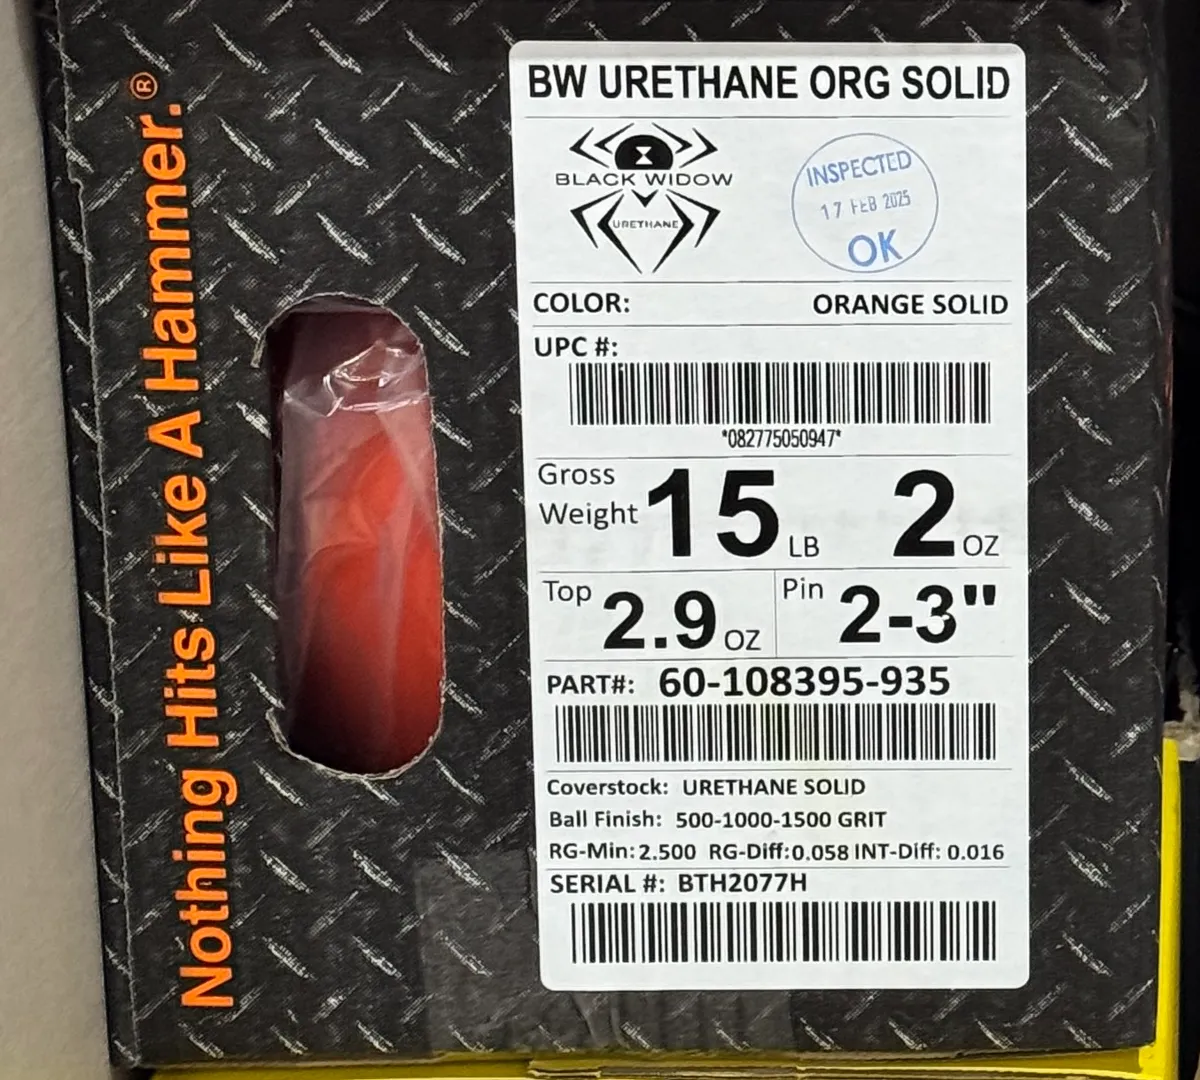 Nothing Hits Like A Hammer.®
BW URETHANE ORG SOLID
BLACK WIDOW
URETHANE
INSPECTED
17 FEB 2025
OK
COLOR: ORANGE SOLID
UPC #:
*082775050947*
Gross Weight 15 LB 2 OZ
Top 2.9 OZ Pin 2-3"
PART#: 60-108395-935
Coverstock: URETHANE SOLID
Ball Finish: 500-1000-1500 GRIT
RG-Min: 2.500 RG-Diff: 0.058 INT-Diff: 0.016
SERIAL #: BTH2077H